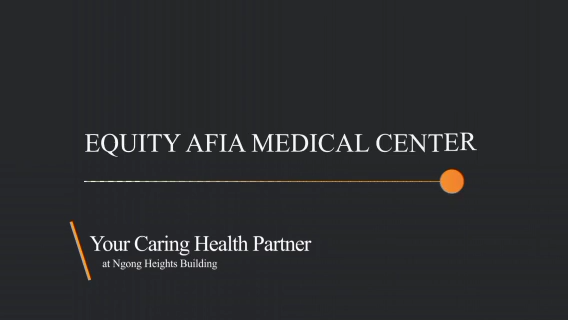 EQUITY AFIA MEDICAL CENTER
Your Caring Health Partner
at Ngong Heights Building